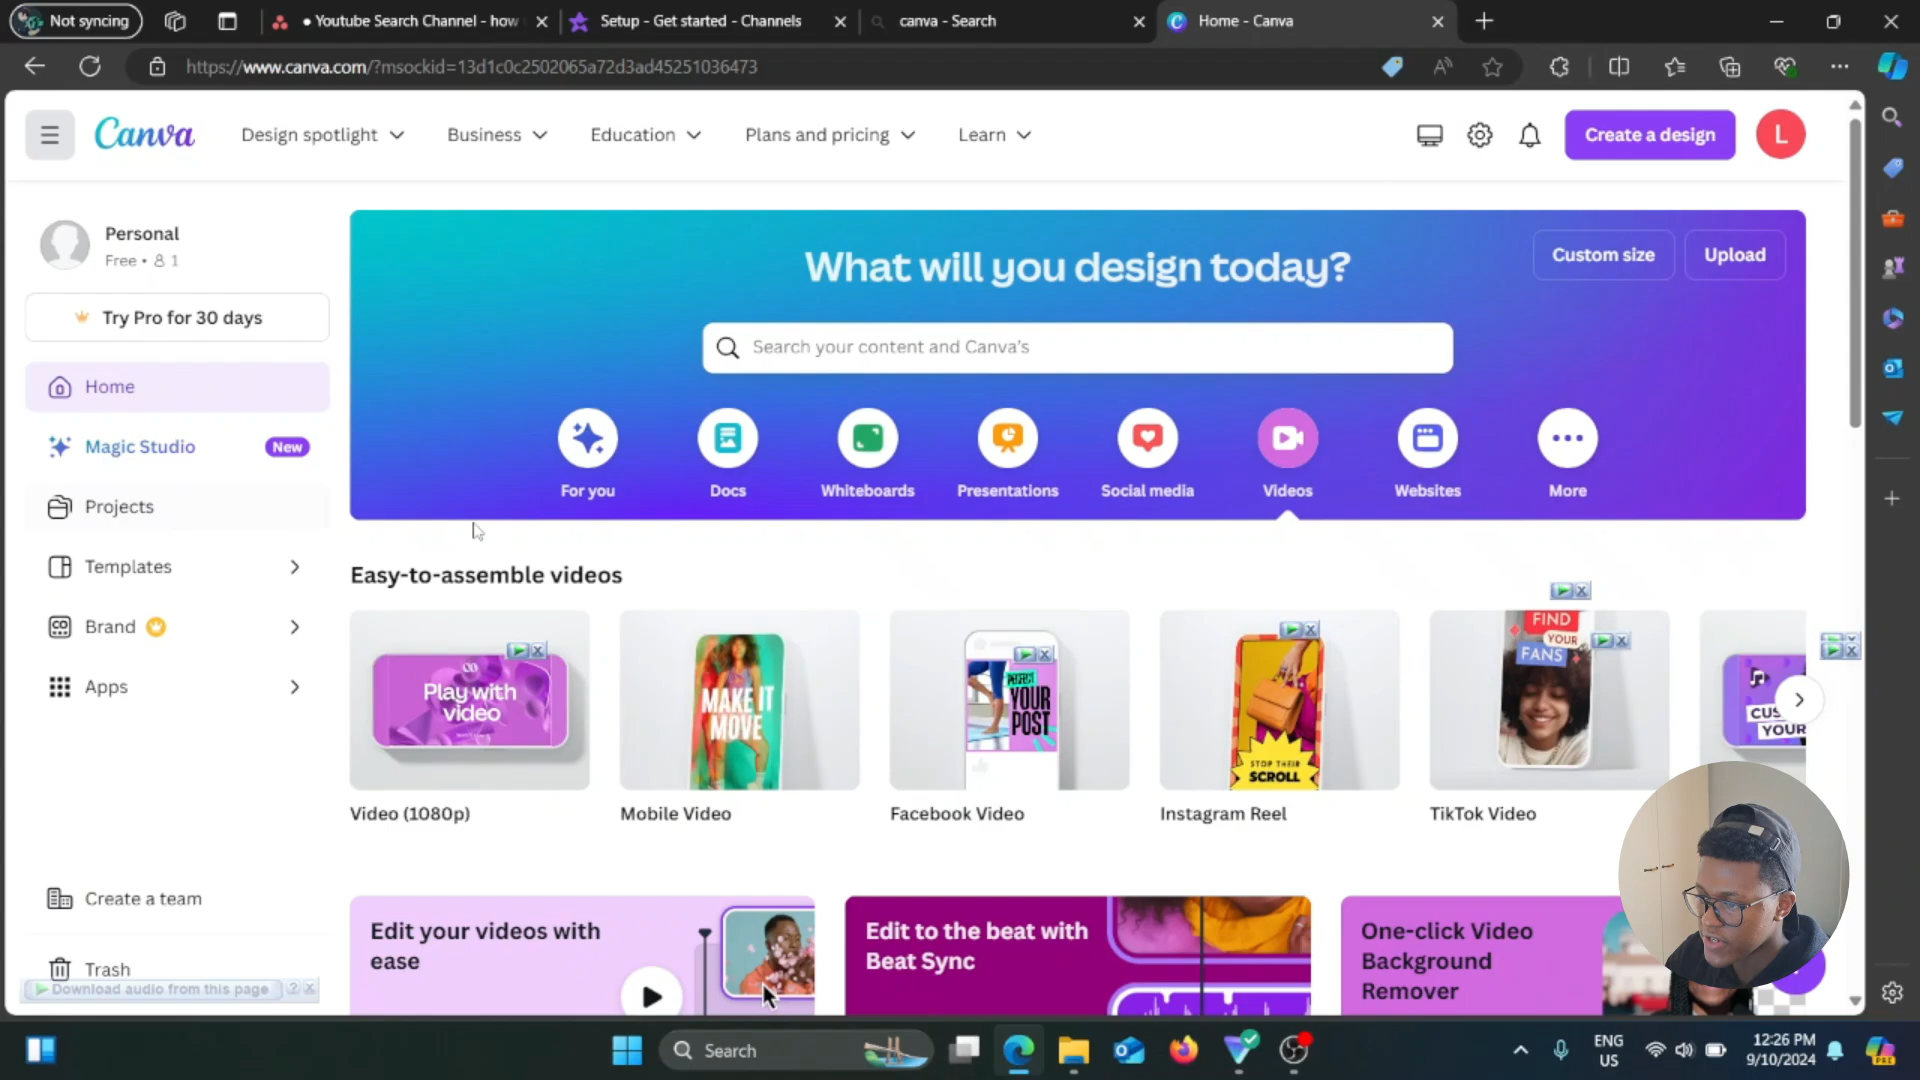 Not syncing
• Youtube Search Channel - how
Setup - Get started - Channels
canva - Search
Home - Canva
https://www.canva.com/?msockid=13d1c0c2502065a72d3ad45251036473
Canva
Design spotlight
Business
Education
Plans and pricing
Learn
Create a design
L
Personal
Free • 1
Try Pro for 30 days
Home
Magic Studio
New
Projects
Templates
Brand
Apps
Create a team
Trash
Download audio from this page
What will you design today?
Custom size
Upload
Search your content and Canva's
For you
Docs
Whiteboards
Presentations
Social media
Videos
Websites
More
Easy-to-assemble videos
Play with
video
MAKE IT
MOVE
PERFECT
YOUR
POST
STOP THEIR
SCROLL
FIND
YOUR
FANS
YOUR
Video (1080p)
Mobile Video
Facebook Video
Instagram Reel
TikTok Video
Edit your videos with
ease
Edit to the beat with
Beat Sync
One-click Video
Background
Remover
Search
ENG
US
12:26 PM
9/10/2024